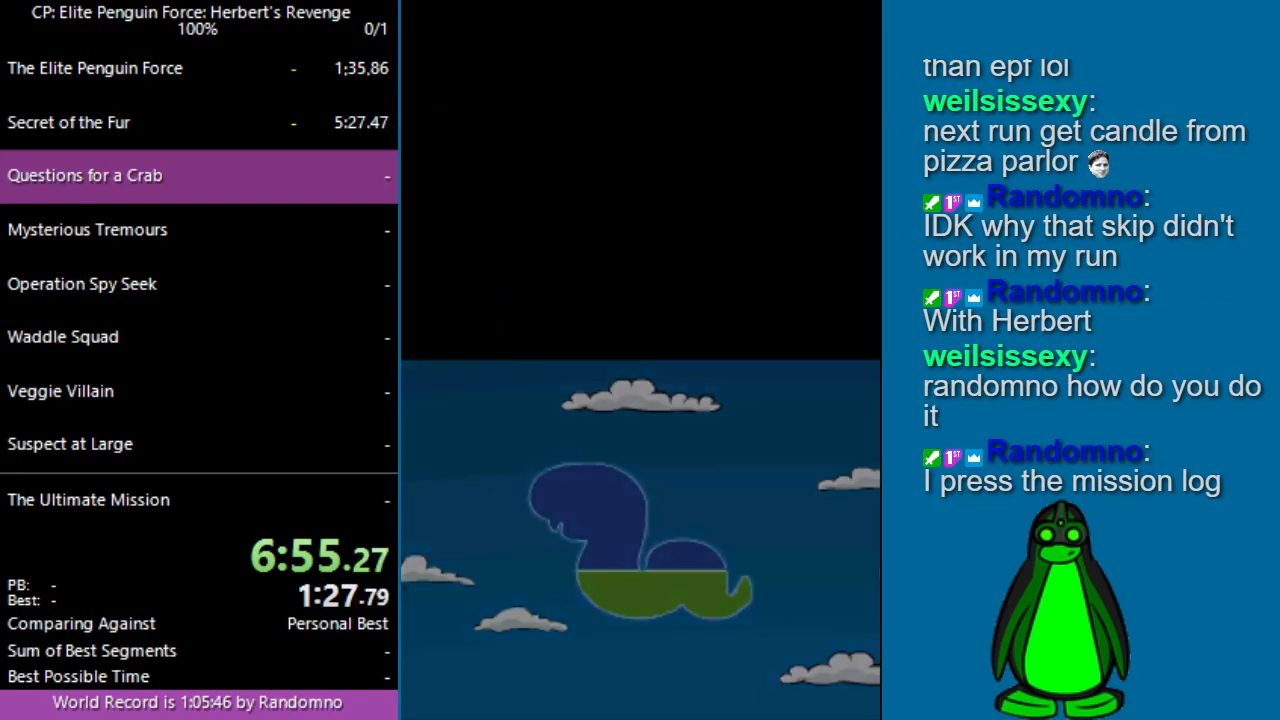 CP: Elite Penguin Force: Herbert's Revenge
100% 0/1
The Elite Penguin Force - 1:35.86
Secret of the Fur - 5:27.47
Questions for a Crab -
Mysterious Tremours -
Operation Spy Seek -
Waddle Squad -
Veggie Villain -
Suspect at Large -
The Ultimate Mission -
6:55.27
PB: -
Best: -
1:27.79
Comparing Against Personal Best
Sum of Best Segments -
Best Possible Time -
World Record is 1:05:46 by Randomno
than epf lol
weilsissexy:
next run get candle from
pizza parlor
1ST Randomno:
IDK why that skip didn't
work in my run
1ST Randomno:
With Herbert
weilsissexy:
randomno how do you do
it
1ST Randomno:
I press the mission log